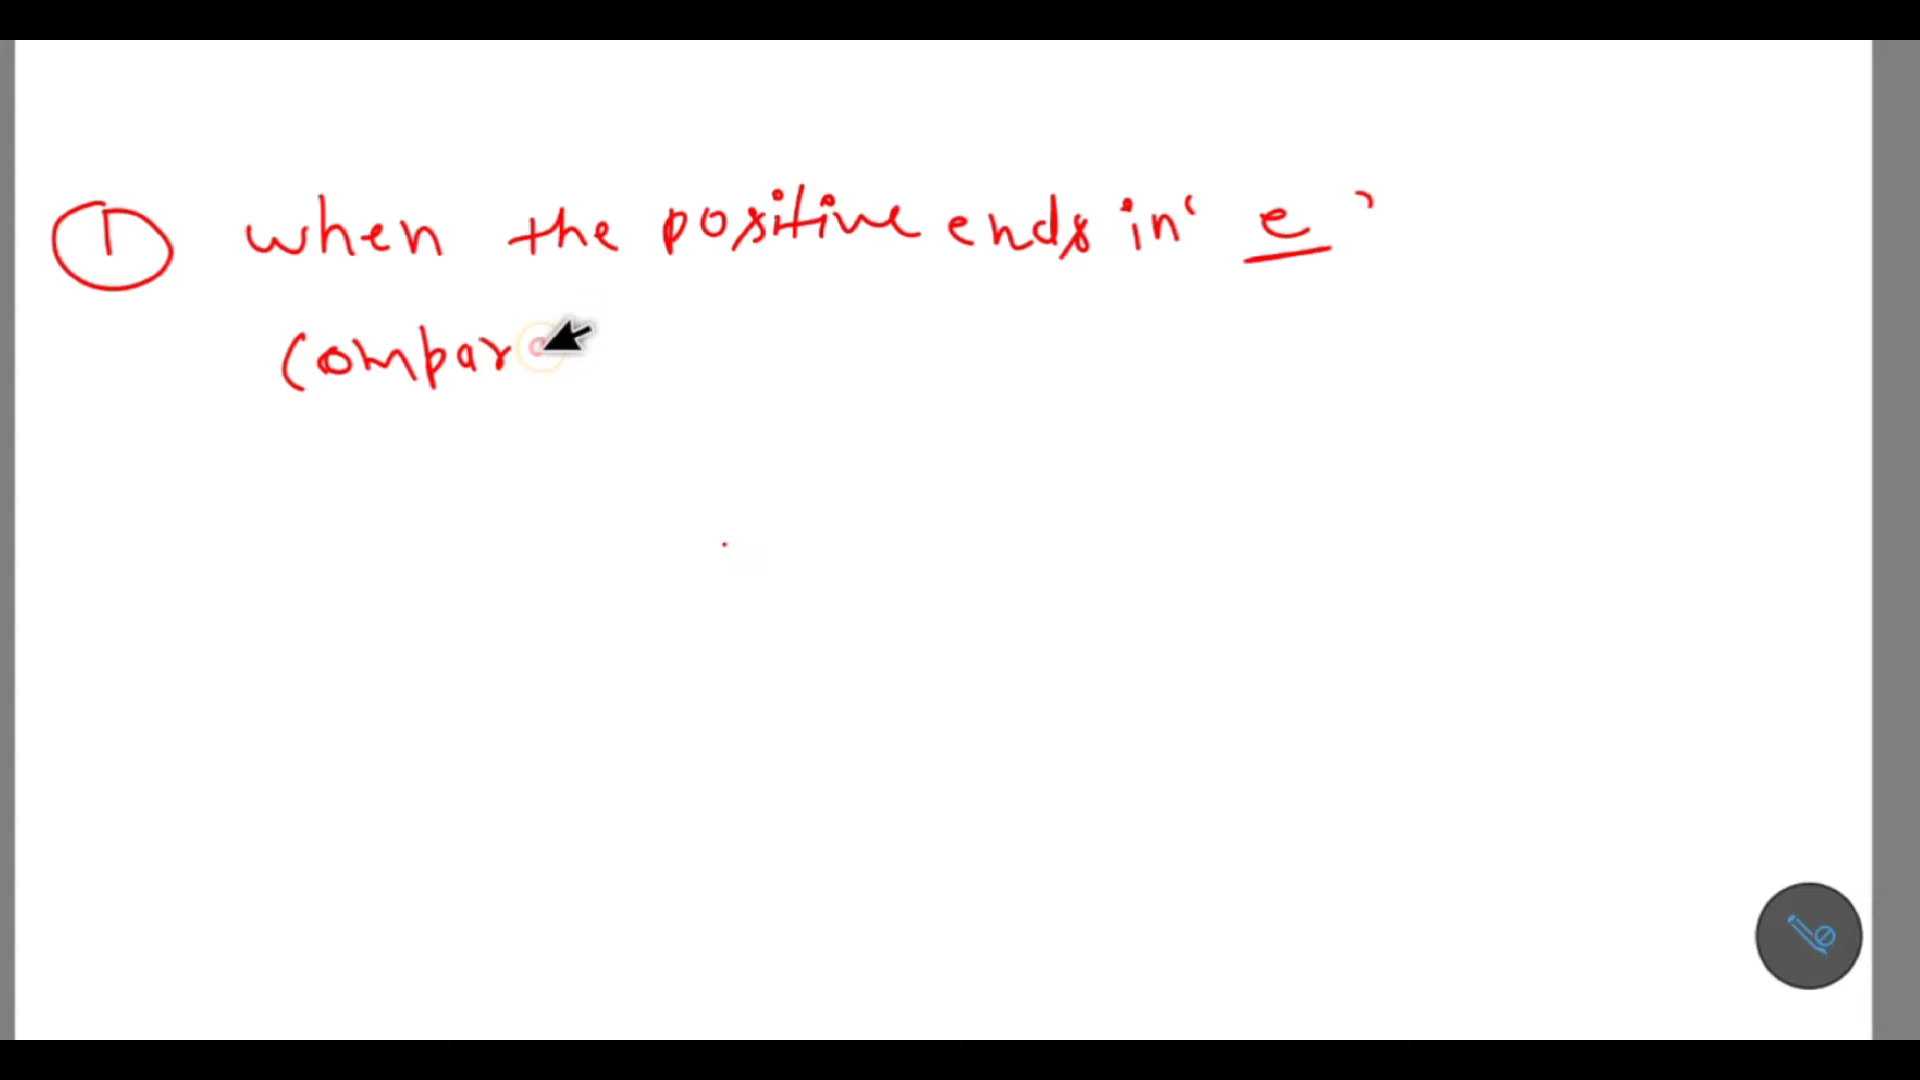 ① when the positive ends in 'e'
Compar